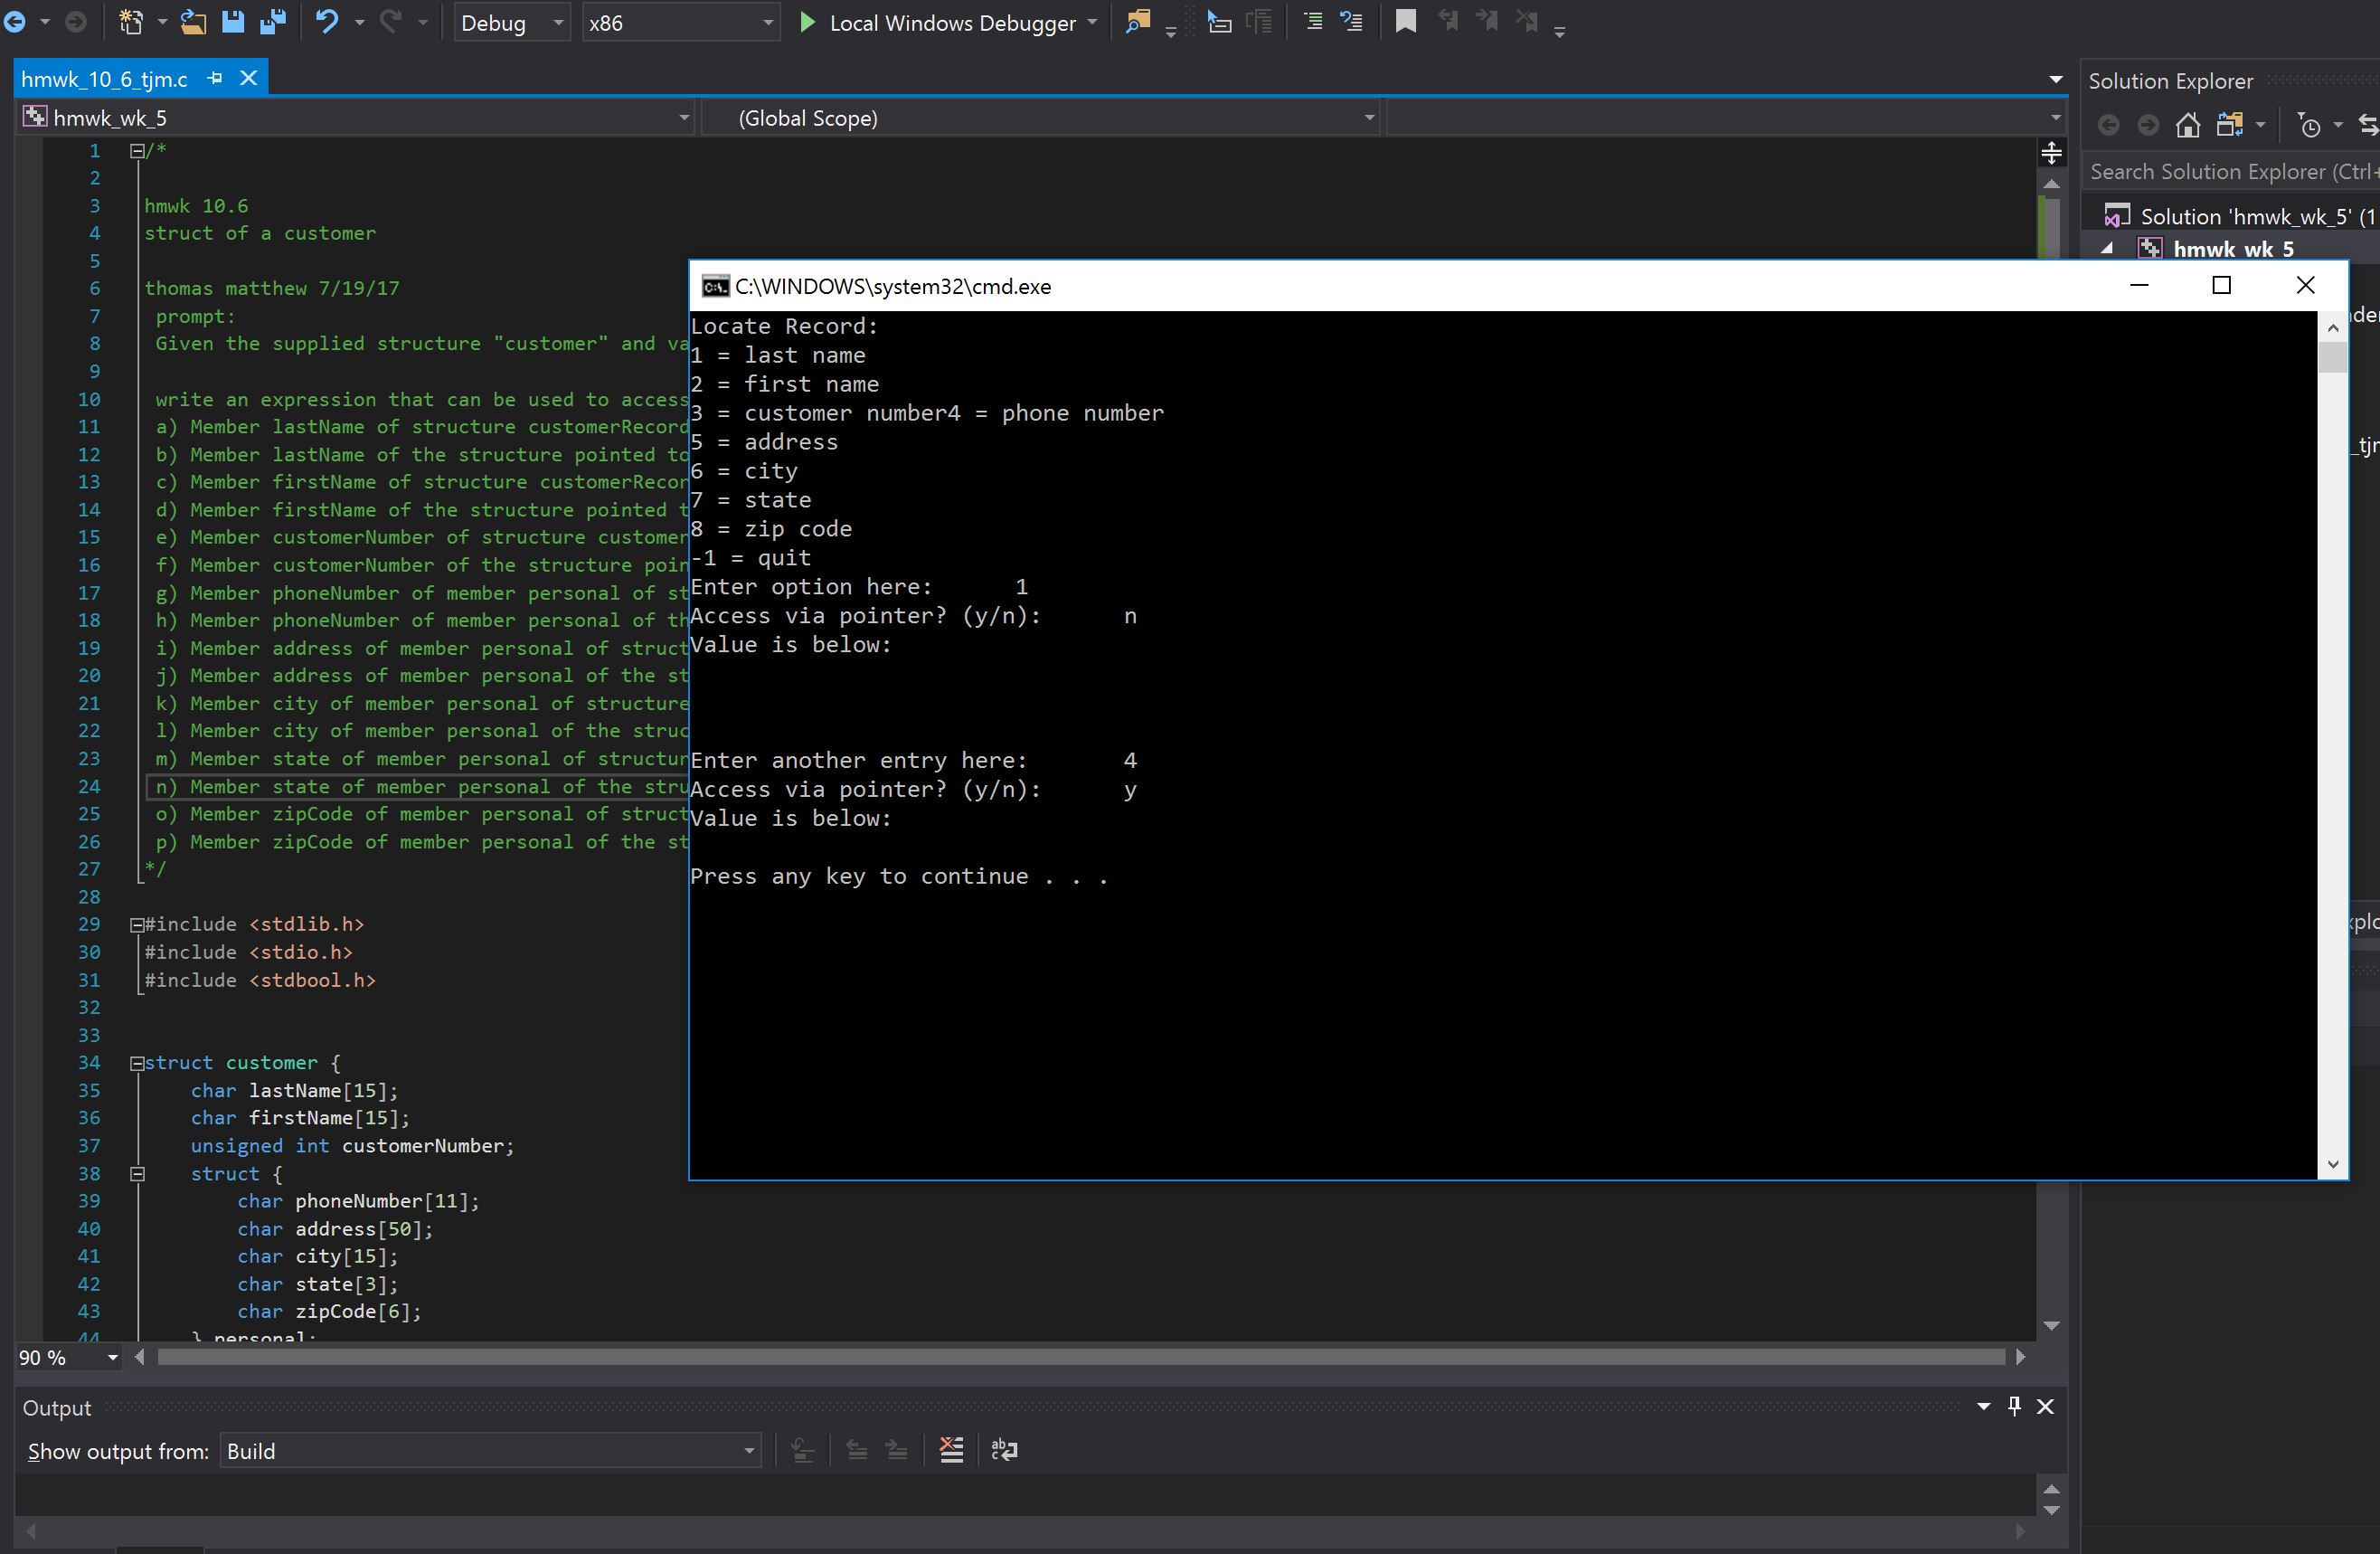 Debug
x86
Local Windows Debugger
hmwk_10_6_tjm.c
hmwk_wk_5
(Global Scope)
1 /*
2
3 hmwk 10.6
4 struct of a customer
5
6 thomas matthew 7/19/17
7 prompt:
8 Given the supplied structure "customer" and va
9
10 write an expression that can be used to access
11 a) Member lastName of structure customerRecord
12 b) Member lastName of the structure pointed to
13 c) Member firstName of structure customerRecor
14 d) Member firstName of the structure pointed t
15 e) Member customerNumber of structure customer
16 f) Member customerNumber of the structure poin
17 g) Member phoneNumber of member personal of st
18 h) Member phoneNumber of member personal of th
19 i) Member address of member personal of struct
20 j) Member address of member personal of the st
21 k) Member city of member personal of structure
22 l) Member city of member personal of the struc
23 m) Member state of member personal of structur
24 n) Member state of member personal of the stru
25 o) Member zipCode of member personal of struct
26 p) Member zipCode of member personal of the st
27 */
28
29 #include <stdlib.h>
30 #include <stdio.h>
31 #include <stdbool.h>
32
33
34 struct customer {
35 char lastName[15];
36 char firstName[15];
37 unsigned int customerNumber;
38 struct {
39 char phoneNumber[11];
40 char address[50];
41 char city[15];
42 char state[3];
43 char zipCode[6];
44 } personal;
90 %
C:\WINDOWS\system32\cmd.exe
Locate Record:
1 = last name
2 = first name
3 = customer number4 = phone number
5 = address
6 = city
7 = state
8 = zip code
-1 = quit
Enter option here: 1
Access via pointer? (y/n): n
Value is below:
Enter another entry here: 4
Access via pointer? (y/n): y
Value is below:
Press any key to continue . . .
Solution Explorer
Search Solution Explorer (Ctrl+
Solution 'hmwk_wk_5' (1
hmwk_wk_5
Output
Show output from: Build